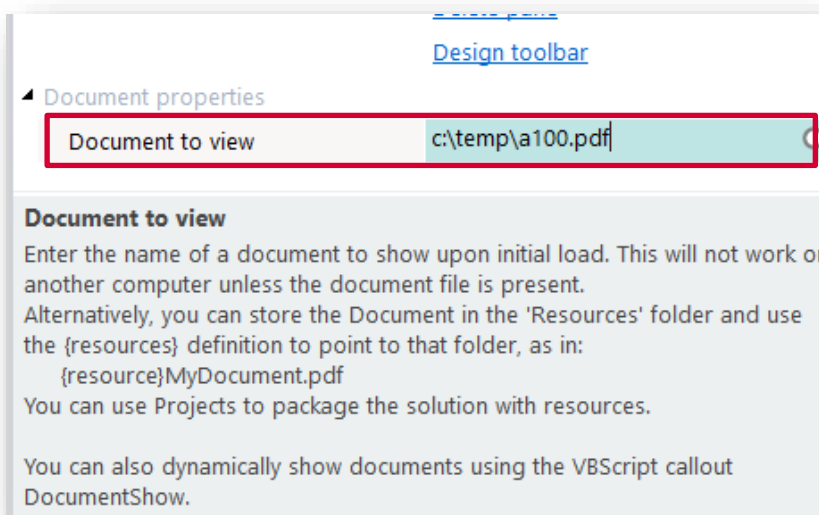 Design toolbar
Document properties
Document to view c:\temp\a100.pdf
Document to view
Enter the name of a document to show upon initial load. This will not work
another computer unless the document file is present.
Alternatively, you can store the Document in the 'Resources' folder and use
the {resources} definition to point to that folder, as in:
{resource}MyDocument.pdf
You can use Projects to package the solution with resources.
You can also dynamically show documents using the VBScript callout
DocumentShow.